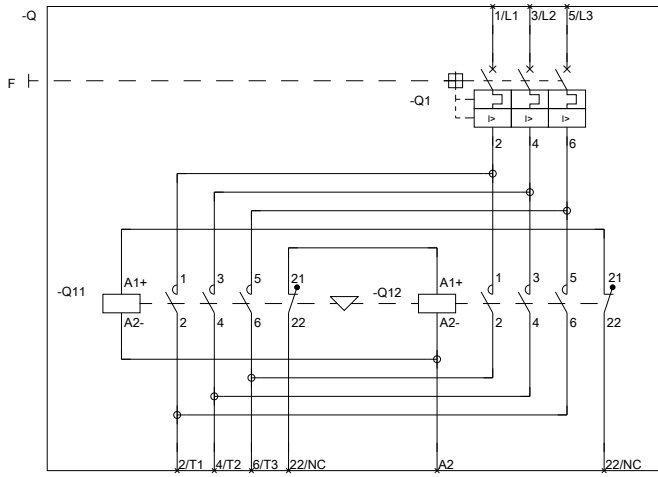 -Q
1/L1 3/L2 5/L3
F
-Q1
I> I> I>
2 4 6
-Q11
A1+
1 3 5 21
A2-
2 4 6 22
-Q12
A1+
1 3 5 21
A2-
2 4 6 22
2/T1 4/T2 6/T3 22/NC A2 22/NC